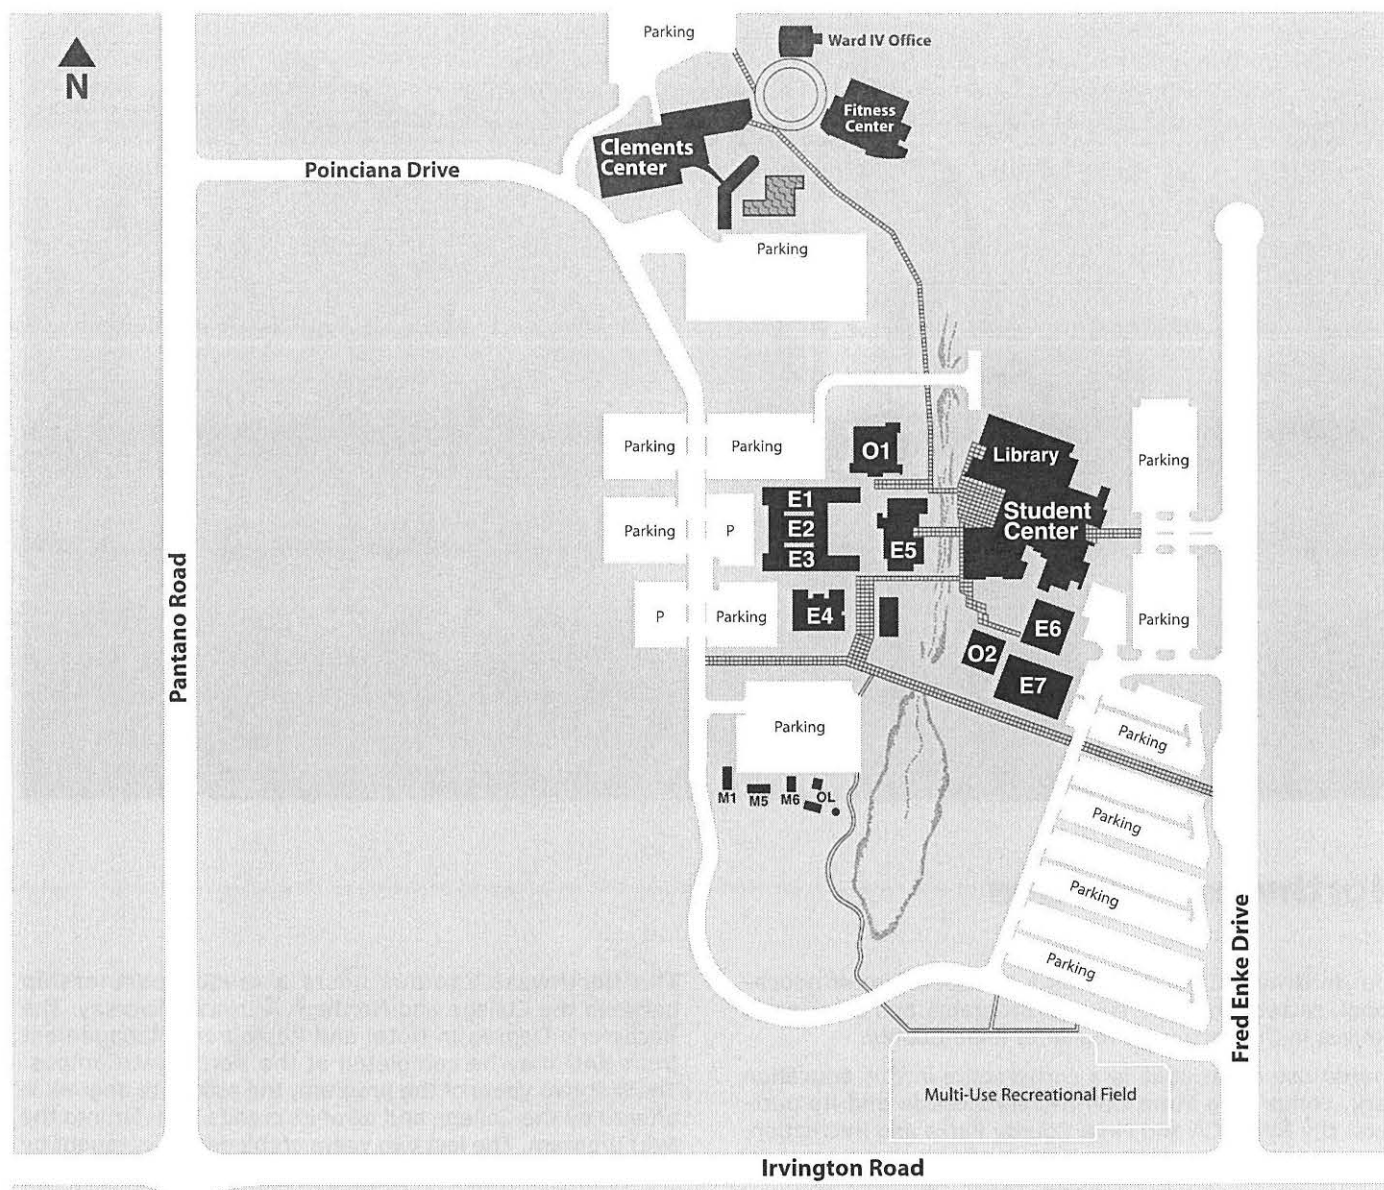 Parking
Ward IV Office
N
Fitness
Center
Clements
Center
Poinciana Drive
Parking
Parking
Parking
O1
Library
Parking
E1
Student
Center
Parking
P
E2
E5
E3
Pantano Road
P
Parking
E4
E6
Parking
O2
E7
Parking
Parking
M1
M5
M6
OL
Parking
Parking
Parking
Fred Enke Drive
Multi-Use Recreational Field
Irvington Road